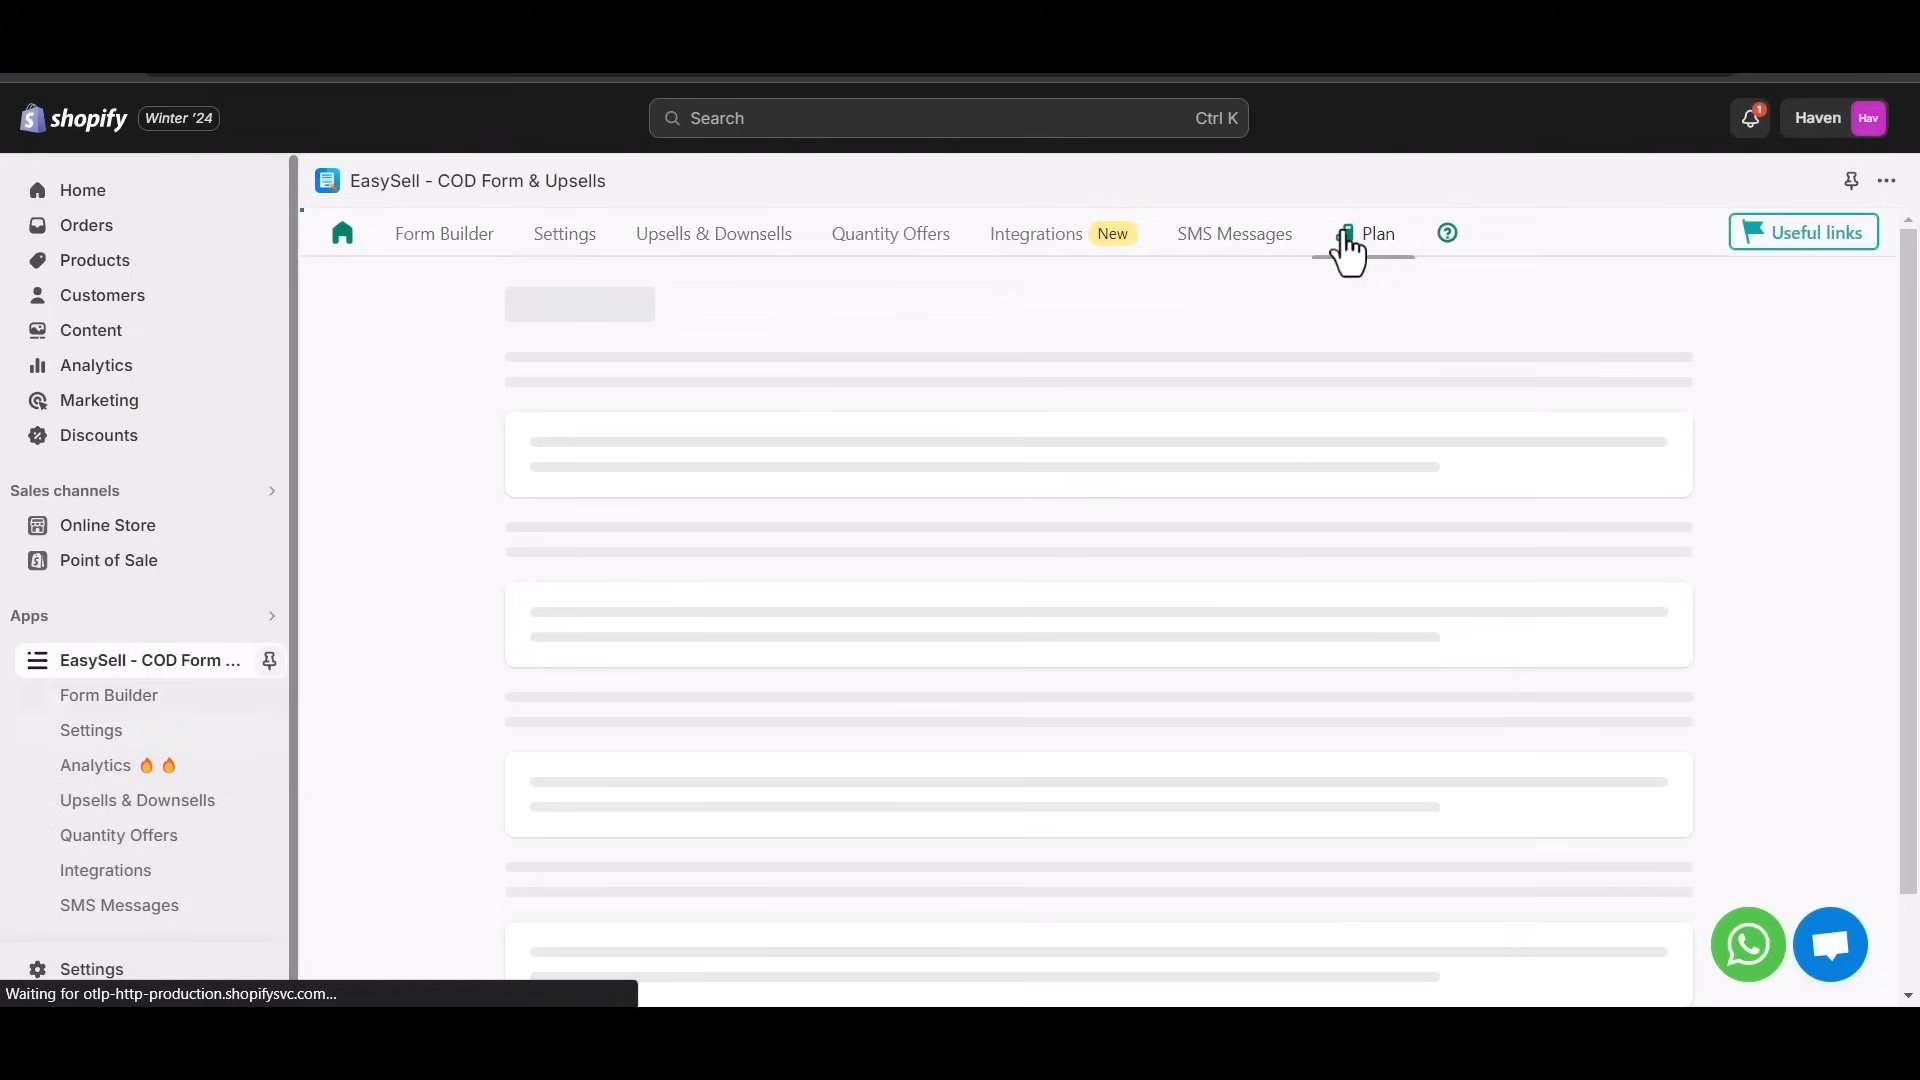 shopify Winter '24
Search Ctrl K
1
Haven Hav
EasySell - COD Form & Upsells
Form Builder Settings Upsells & Downsells Quantity Offers Integrations New SMS Messages Plan
Useful links
Home
Orders
Products
Customers
Content
Analytics
Marketing
Discounts
Sales channels
Online Store
Point of Sale
Apps
EasySell - COD Form ...
Form Builder
Settings
Analytics
Upsells & Downsells
Quantity Offers
Integrations
SMS Messages
Settings
Waiting for otlp-http-production.shopifysvc.com...